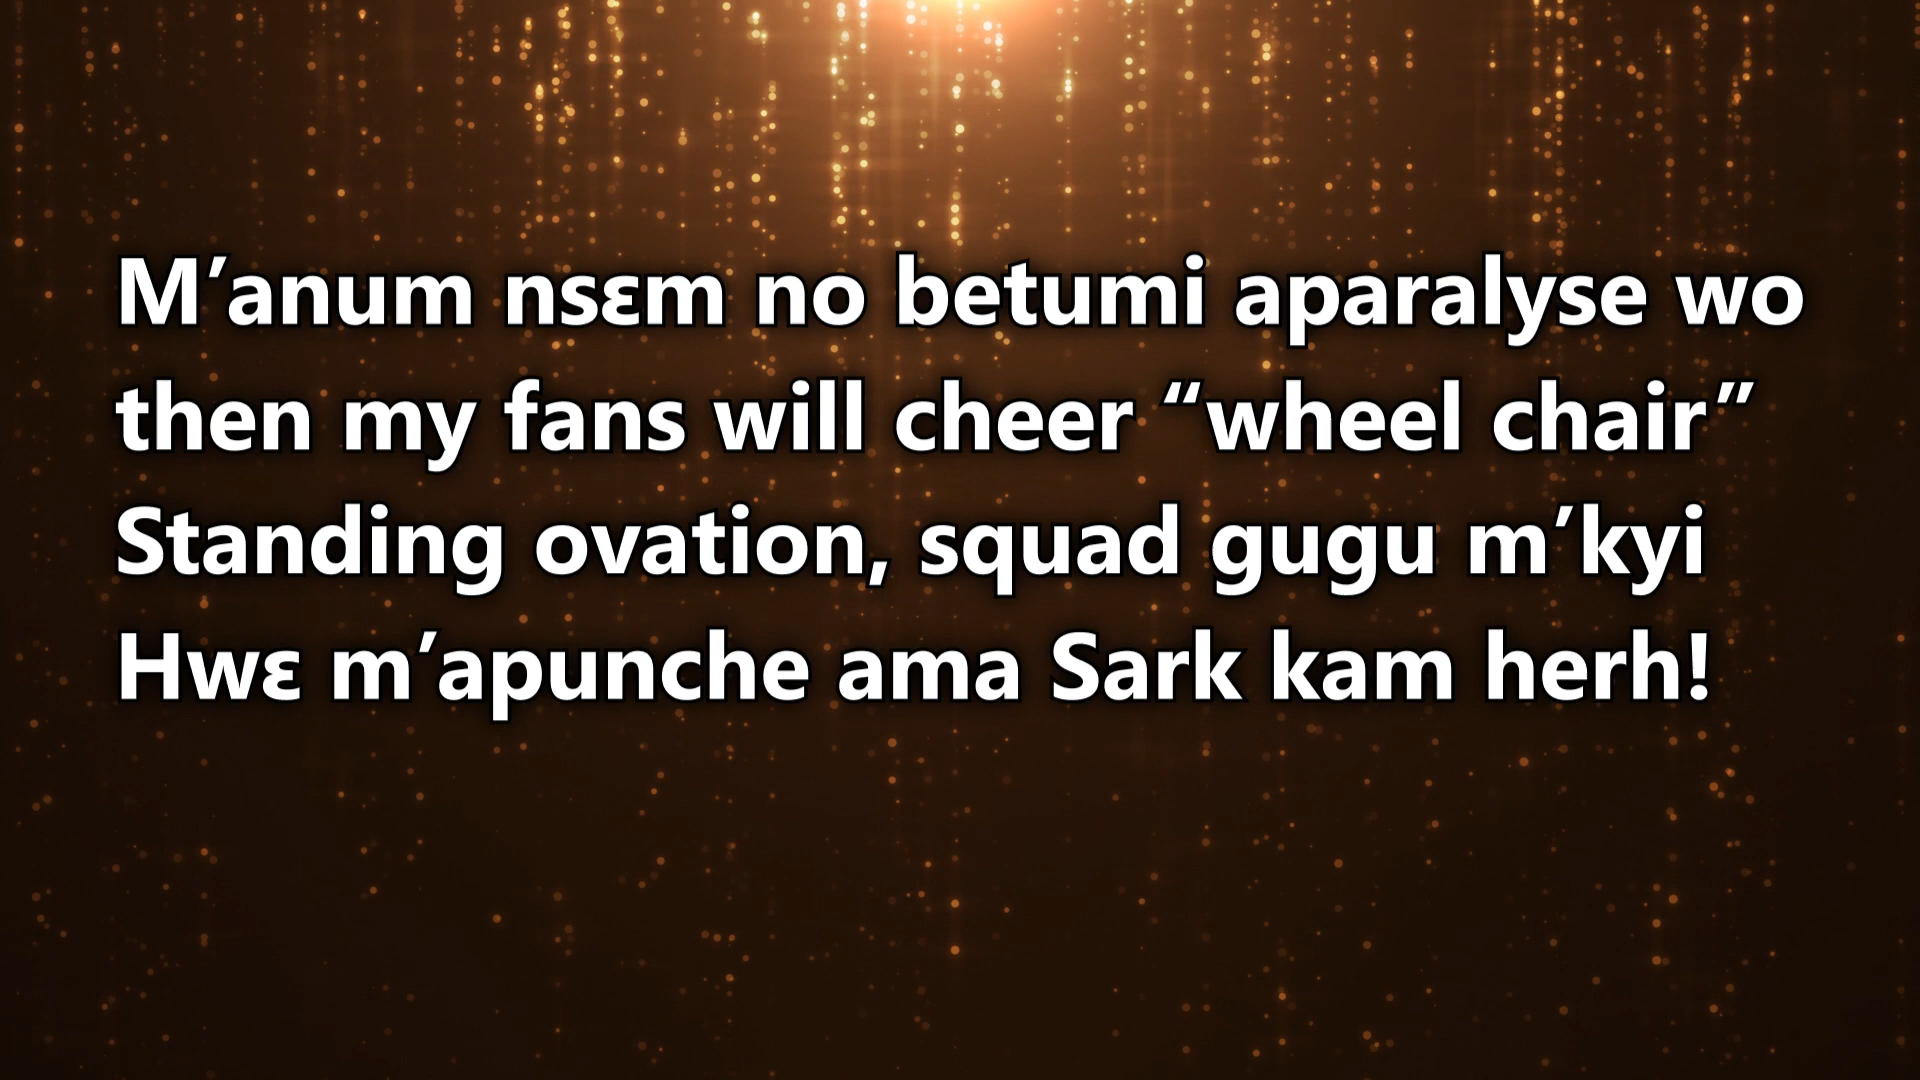 M’anum nsɛm no betumi aparalyse wo
then my fans will cheer “wheel chair”
Standing ovation, squad gugu m’kyi
Hwɛ m’apunche ama Sark kam herh!